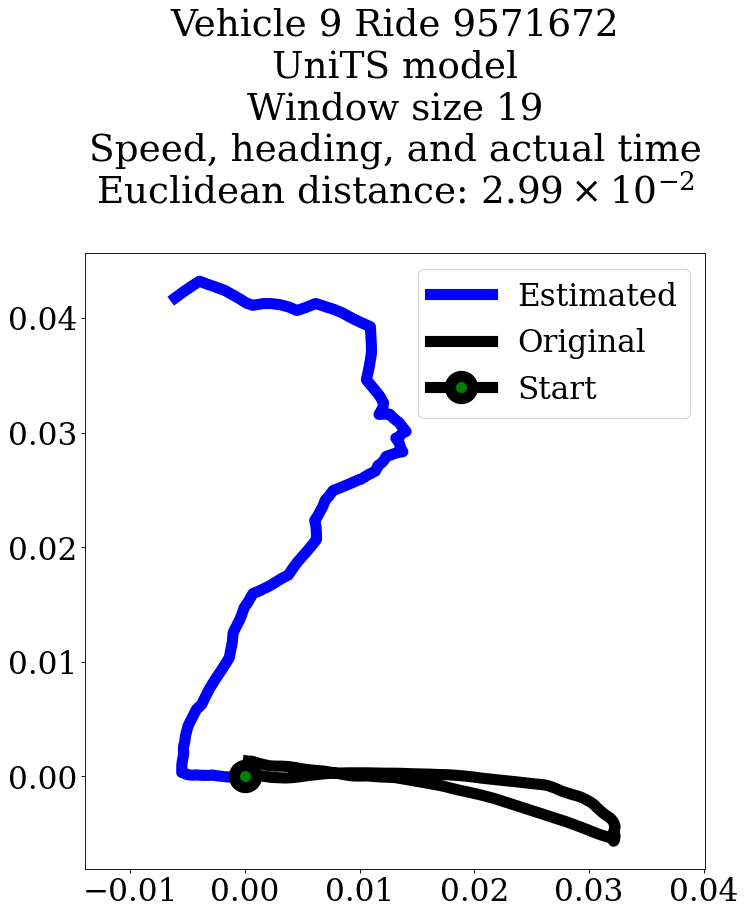 Vehicle 9 Ride 9571672
UniTS model
Window size 19
Speed, heading, and actual time
Euclidean distance: 2.99 × 10⁻²
Estimated
Original
Start
0.04
0.03
0.02
0.01
0.00
−0.01 0.00 0.01 0.02 0.03 0.04